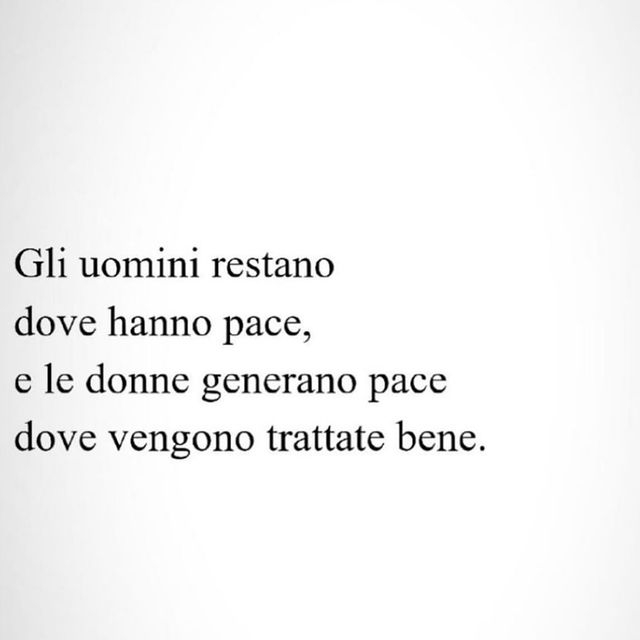 Gli uomini restano
dove hanno pace,
e le donne generano pace
dove vengono trattate bene.